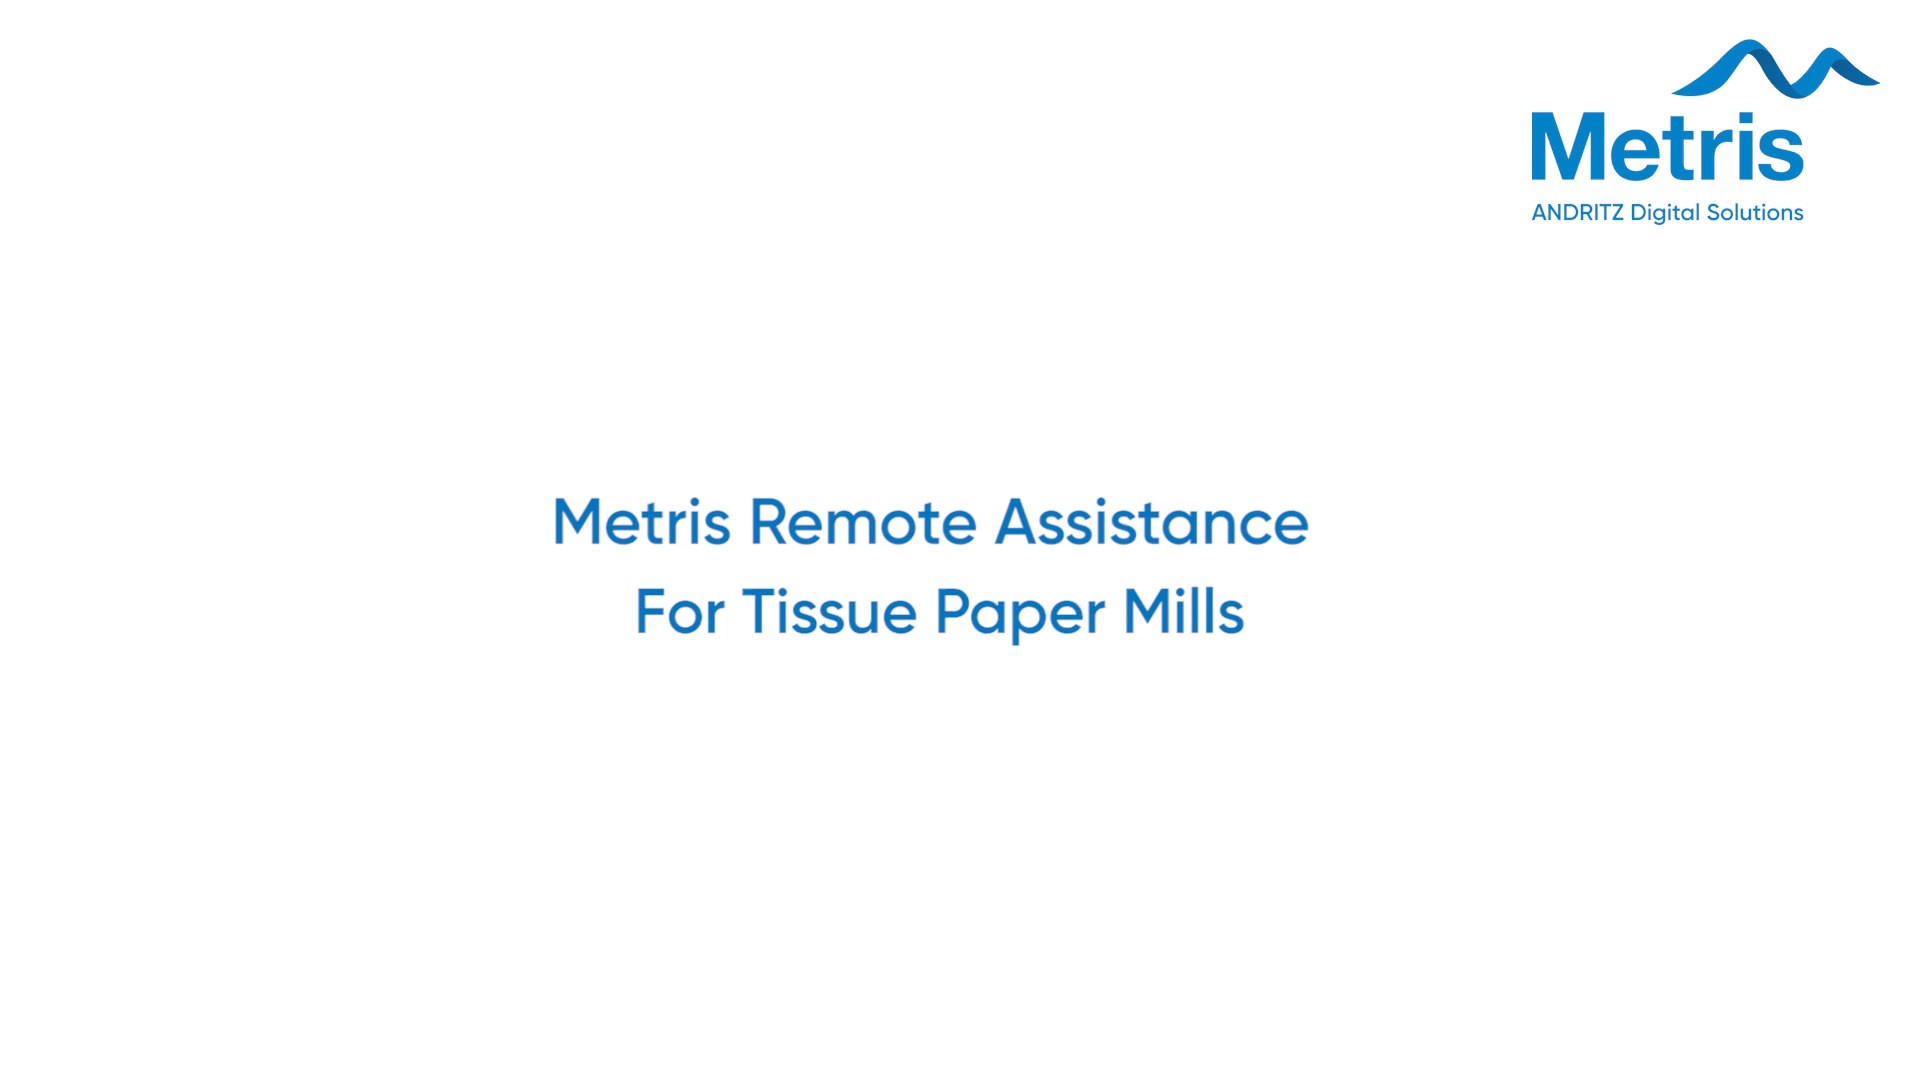 Metris
ANDRITZ Digital Solutions
Metris Remote Assistance
For Tissue Paper Mills